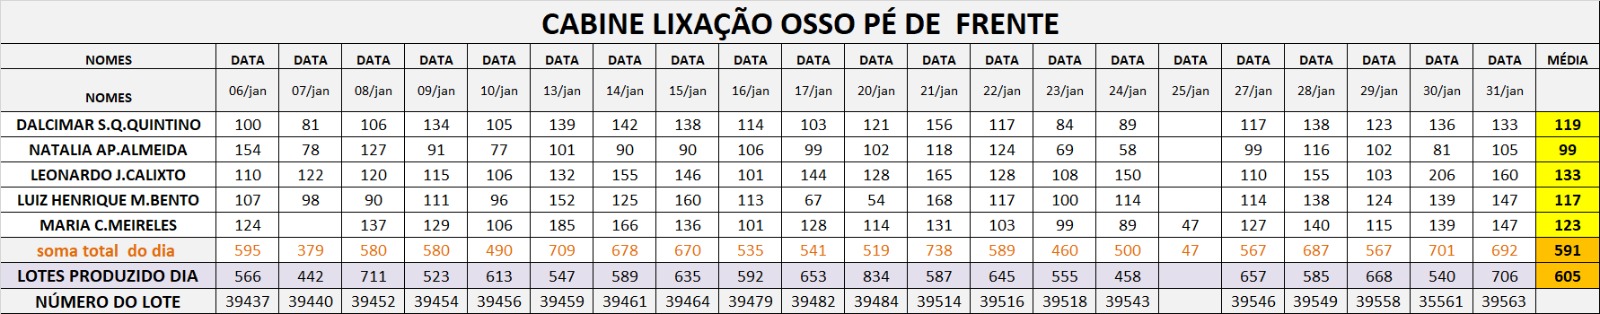 CABINE LIXAÇÃO OSSO PÉ DE  FRENTE
NOMES DATA DATA DATA DATA DATA DATA DATA DATA DATA DATA DATA DATA DATA DATA DATA DATA DATA DATA DATA DATA DATA MÉDIA
NOMES 06/jan 07/jan 08/jan 09/jan 10/jan 13/jan 14/jan 15/jan 16/jan 17/jan 20/jan 21/jan 22/jan 23/jan 24/jan 25/jan 27/jan 28/jan 29/jan 30/jan 31/jan
DALCIMAR S.Q.QUINTINO 100 81 106 134 105 139 142 138 114 103 121 156 117 84 89 117 138 123 136 133 119
NATALIA AP.ALMEIDA 154 78 127 91 77 101 90 90 106 99 102 118 124 69 58 99 116 102 81 105 99
LEONARDO J.CALIXTO 110 122 120 115 106 132 155 146 101 144 128 165 128 108 150 110 155 103 206 160 133
LUIZ HENRIQUE M.BENTO 107 98 90 111 96 152 125 160 113 67 54 168 117 100 114 114 138 124 139 147 117
MARIA C.MEIRELES 124 137 129 106 185 166 136 101 128 114 131 103 99 89 47 127 140 115 139 147 123
soma total  do dia 595 379 580 580 490 709 678 670 535 541 519 738 589 460 500 47 567 687 567 701 692 591
LOTES PRODUZIDO DIA 566 442 711 523 613 547 589 635 592 653 834 587 645 555 458 657 585 668 540 706 605
NÚMERO DO LOTE 39437 39440 39452 39454 39456 39459 39461 39464 39479 39482 39484 39514 39516 39518 39543 39546 39549 39558 35561 39563